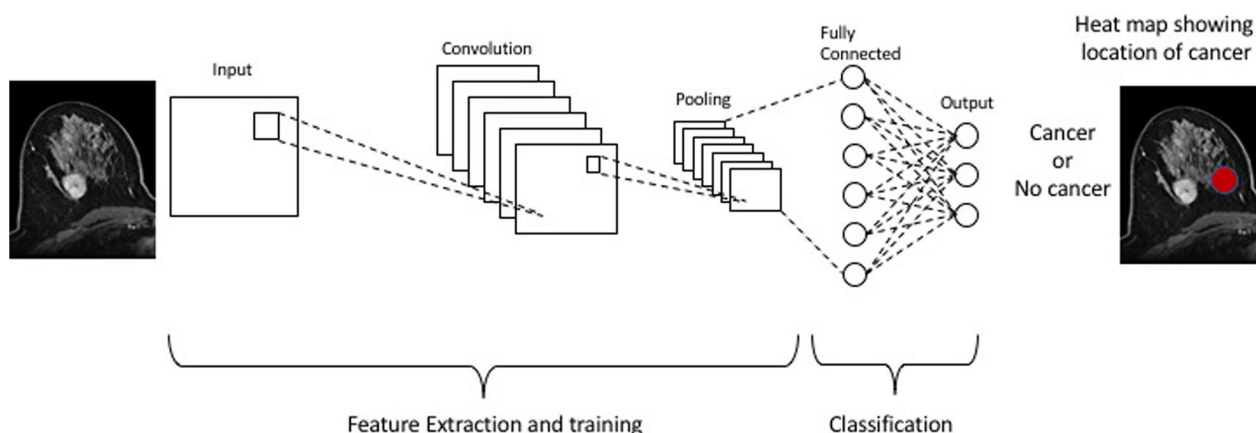 Heat map showing
location of cancer
Fully
Connected
Convolution
Input
Pooling
Output
Cancer
or
No cancer
Feature Extraction and training
Classification